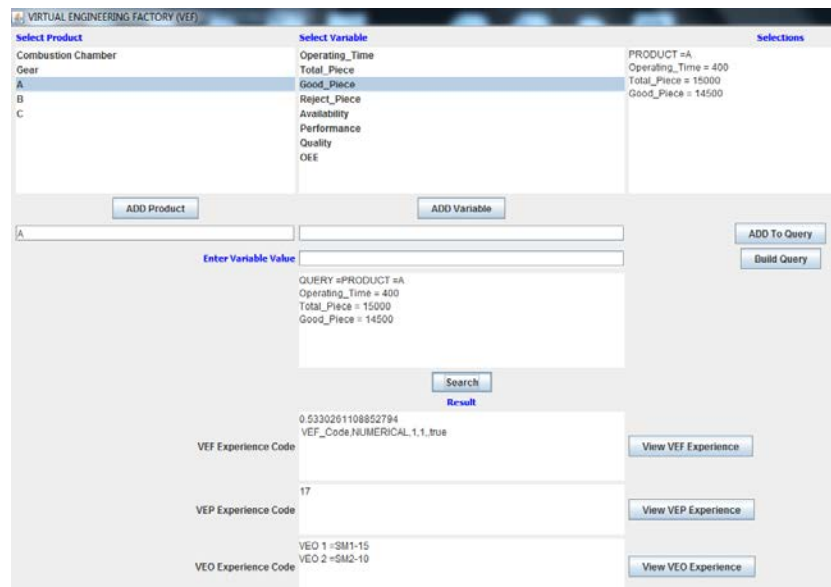 VIRTUAL ENGINEERING FACTORY (VEF)
Select Product
Select Variable
Selections
Combustion Chamber
Gear
A
B
C
Operating_Time
Total_Piece
Good_Piece
Reject_Piece
Availability
Performance
Quality
OEE
PRODUCT =A
Operating_Time = 400
Total_Piece = 15000
Good_Piece = 14500
ADD Product
ADD Variable
A
ADD To Query
Enter Variable Value
Build Query
QUERY =PRODUCT =A
Operating_Time = 400
Total_Piece = 15000
Good_Piece = 14500
Search
Result
VEF Experience Code
0.5330261108852794
VEF_Code,NUMERICAL,1,1,,true
View VEF Experience
VEP Experience Code
17
View VEP Experience
VEO Experience Code
VEO 1 =SM1-15
VEO 2 =SM2-10
View VEO Experience